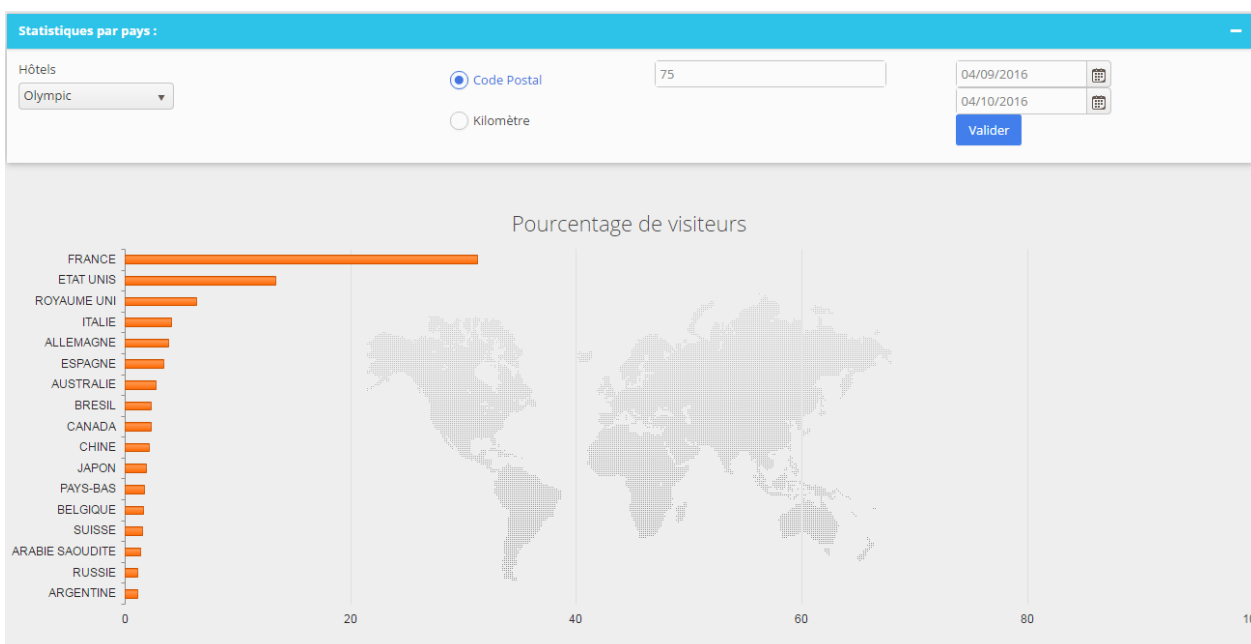 Statistiques par pays :
Hôtels
Olympic
Code Postal
Kilomètre
75
04/09/2016
04/10/2016
Valider
Pourcentage de visiteurs
FRANCE
ETAT UNIS
ROYAUME UNI
ITALIE
ALLEMAGNE
ESPAGNE
AUSTRALIE
BRESIL
CANADA
CHINE
JAPON
PAYS-BAS
BELGIQUE
SUISSE
ARABIE SAOUDITE
RUSSIE
ARGENTINE
0 20 40 60 80